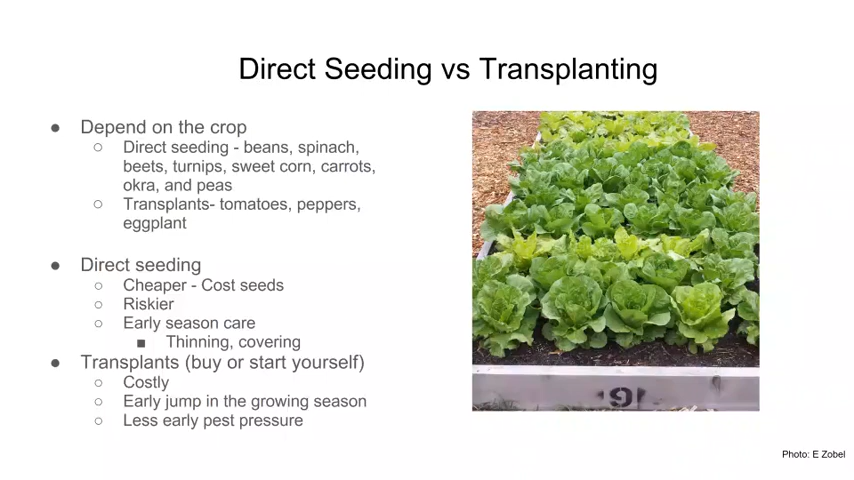 Direct Seeding vs Transplanting
● Depend on the crop
○ Direct seeding - beans, spinach,
beets, turnips, sweet corn, carrots,
okra, and peas
○ Transplants- tomatoes, peppers,
eggplant
● Direct seeding
○ Cheaper - Cost seeds
○ Riskier
○ Early season care
■ Thinning, covering
● Transplants (buy or start yourself)
○ Costly
○ Early jump in the growing season
○ Less early pest pressure
19
Photo: E Zobel